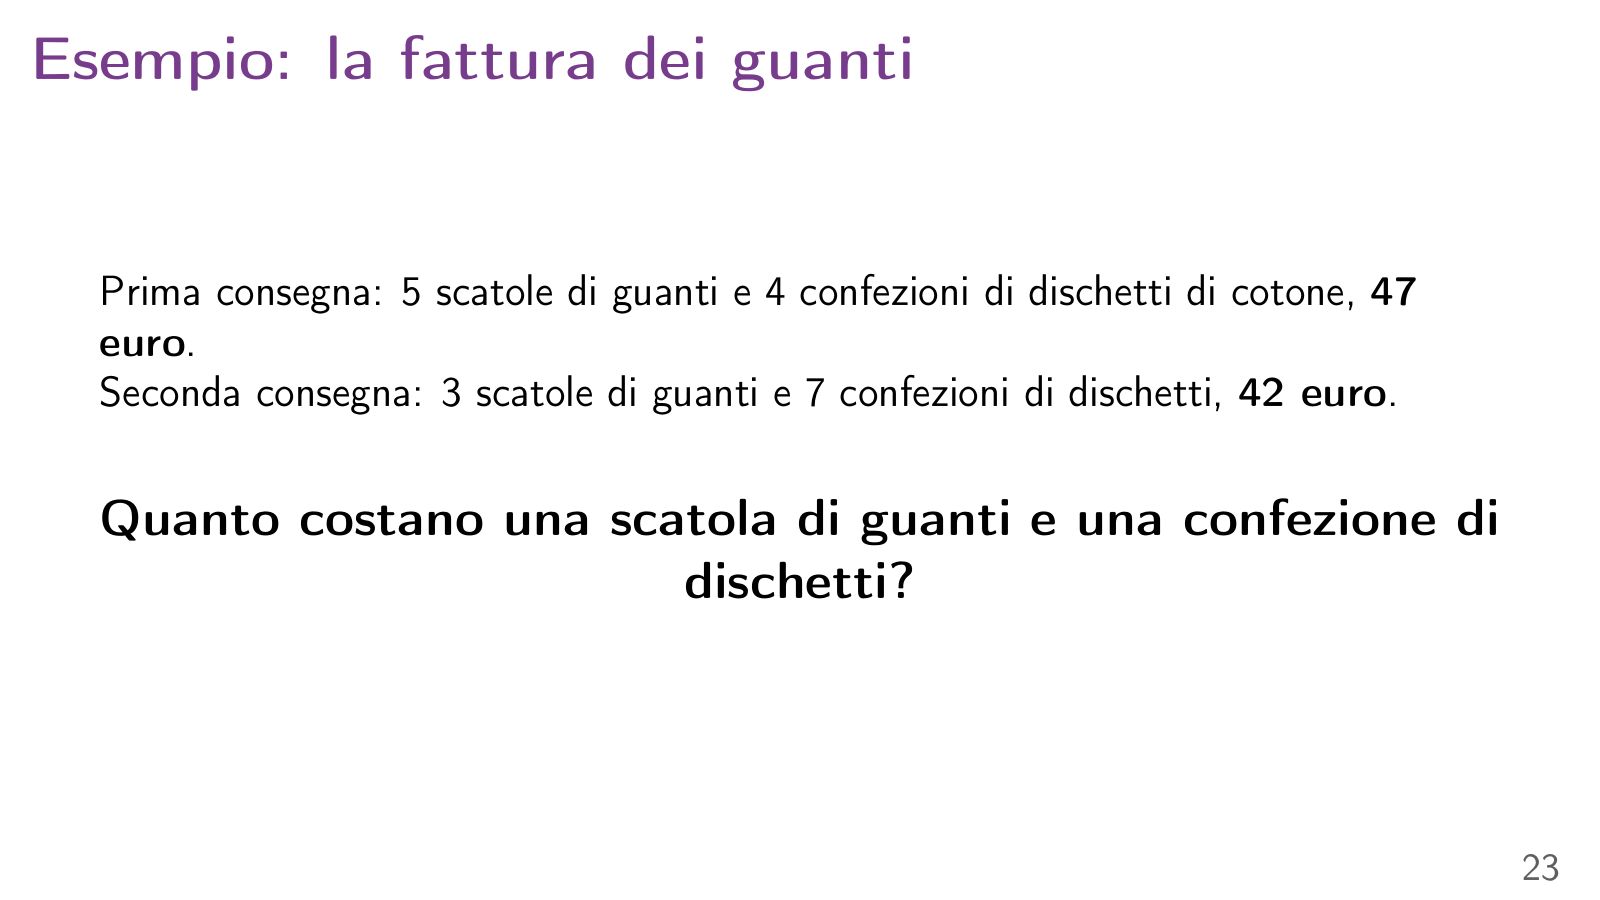 Esempio: la fattura dei guanti
Prima consegna: 5 scatole di guanti e 4 confezioni di dischetti di cotone, 47
euro.
Seconda consegna: 3 scatole di guanti e 7 confezioni di dischetti, 42 euro.
Quanto costano una scatola di guanti e una confezione di
dischetti?
23